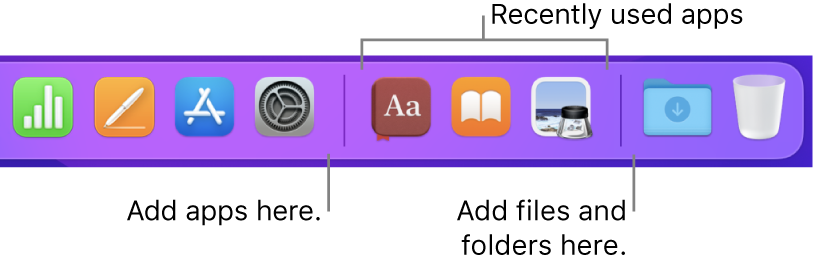 Recently used apps
Aa
Add apps here.
Add files and
folders here.